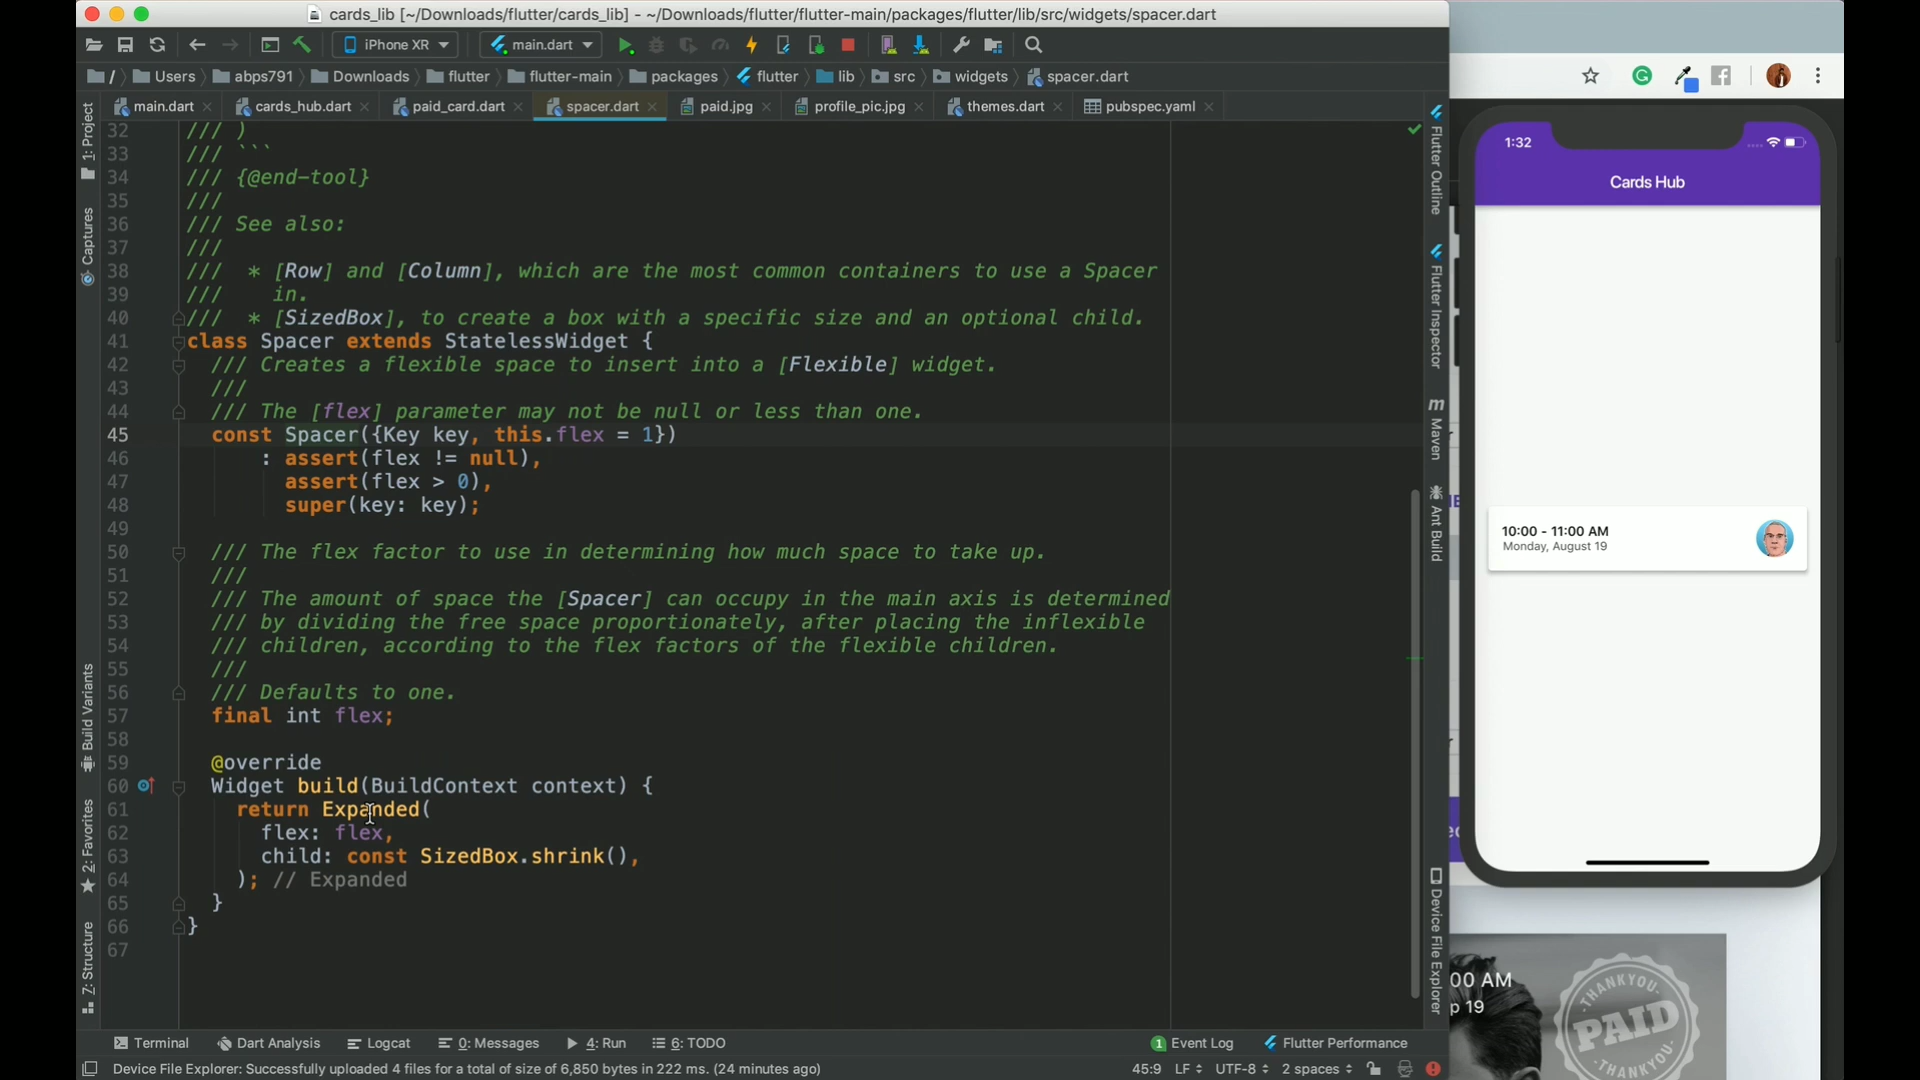 cards_lib [~/Downloads/flutter/cards_lib] - ~/Downloads/flutter/flutter-main/packages/flutter/lib/src/widgets/spacer.dart
iPhone XR
main.dart
/ Users abps791 Downloads flutter flutter-main packages flutter lib src widgets spacer.dart
main.dart cards_hub.dart paid_card.dart spacer.dart paid.jpg profile_pic.jpg themes.dart pubspec.yaml
1: Project
Captures
Build Variants
2: Favorites
7: Structure
32 /// )
33 /// ```
34 /// {@end-tool}
35 ///
36 /// See also:
37 ///
38 ///  * [Row] and [Column], which are the most common containers to use a Spacer
39 ///    in.
40 ///  * [SizedBox], to create a box with a specific size and an optional child.
41 class Spacer extends StatelessWidget {
42   /// Creates a flexible space to insert into a [Flexible] widget.
43   ///
44   /// The [flex] parameter may not be null or less than one.
45   const Spacer({Key key, this.flex = 1})
46       : assert(flex != null),
47         assert(flex > 0),
48         super(key: key);
49
50   /// The flex factor to use in determining how much space to take up.
51   ///
52   /// The amount of space the [Spacer] can occupy in the main axis is determined
53   /// by dividing the free space proportionately, after placing the inflexible
54   /// children, according to the flex factors of the flexible children.
55   ///
56   /// Defaults to one.
57   final int flex;
58
59   @override
60   Widget build(BuildContext context) {
61     return Expanded(
62       flex: flex,
63       child: const SizedBox.shrink(),
64     ); // Expanded
65   }
66 }
67
Flutter Outline
Flutter Inspector
m Maven
Ant Build
Device File Explorer
Terminal Dart Analysis Logcat 0: Messages 4: Run 6: TODO 1 Event Log Flutter Performance
Device File Explorer: Successfully uploaded 4 files for a total of size of 6,850 bytes in 222 ms. (24 minutes ago) 45:9 LF UTF-8 2 spaces
1:32
Cards Hub
10:00 - 11:00 AM
Monday, August 19
00 AM
p 19
THANK YOU
PAID
THANK YOU